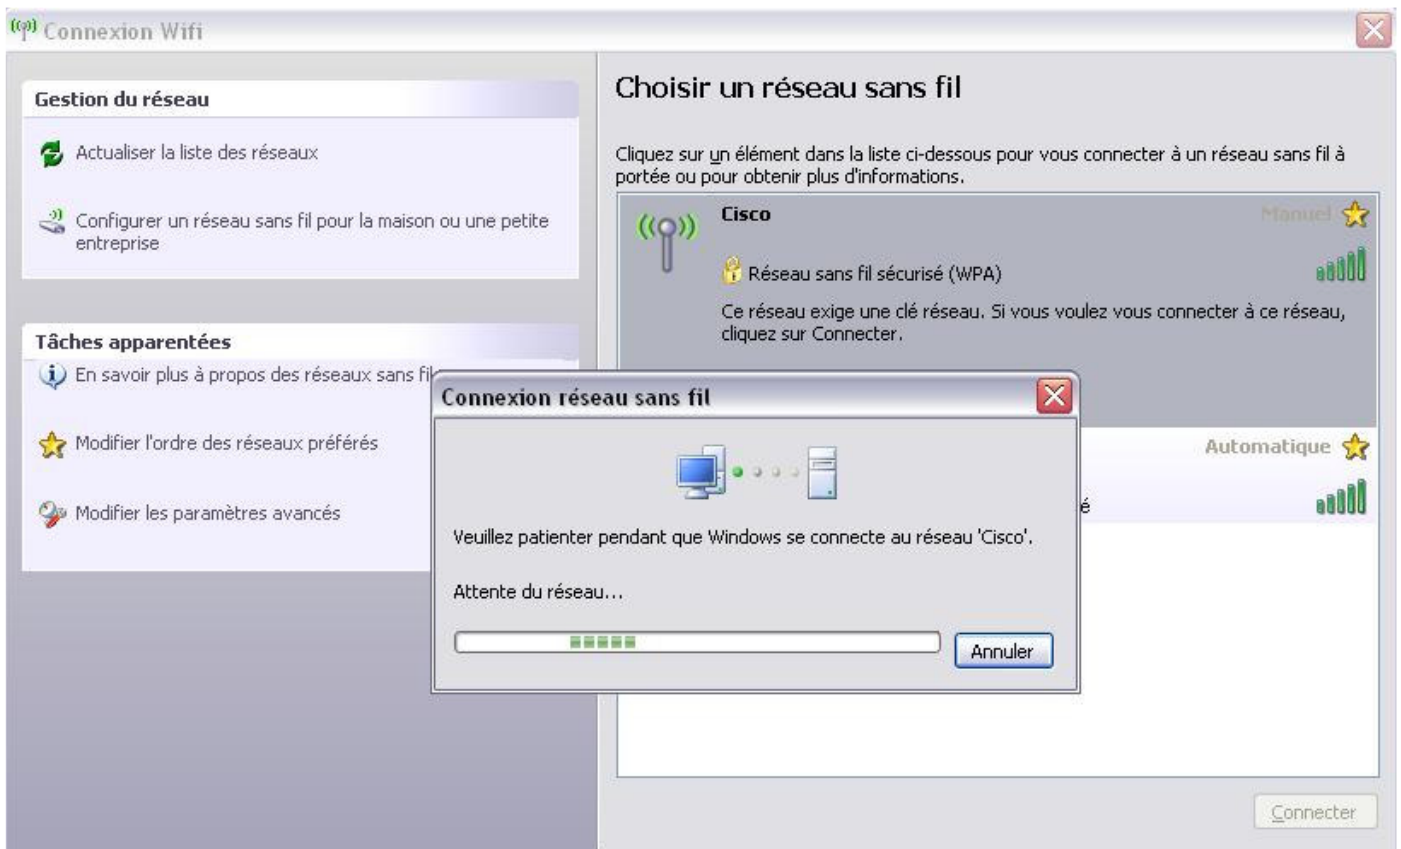 Connexion Wifi
Gestion du réseau
Actualiser la liste des réseaux
Configurer un réseau sans fil pour la maison ou une petite
entreprise
Tâches apparentées
En savoir plus à propos des réseaux sans fil
Modifier l'ordre des réseaux préférés
Modifier les paramètres avancés
Choisir un réseau sans fil
Cliquez sur un élément dans la liste ci-dessous pour vous connecter à un réseau sans fil à
portée ou pour obtenir plus d'informations.
Cisco
Manuel
Réseau sans fil sécurisé (WPA)
Ce réseau exige une clé réseau. Si vous voulez vous connecter à ce réseau,
cliquez sur Connecter.
Automatique
é
Connexion réseau sans fil
Veuillez patienter pendant que Windows se connecte au réseau 'Cisco'.
Attente du réseau...
Annuler
Connecter